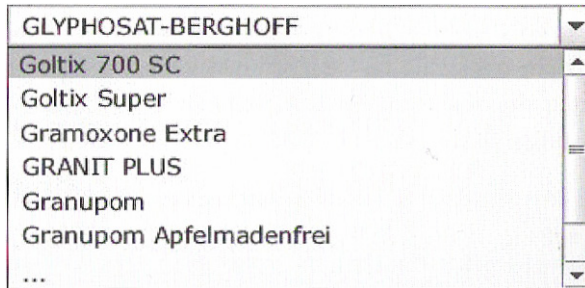 GLYPHOSAT-BERGHOFF
Goltix 700 SC
Goltix Super
Gramoxone Extra
GRANIT PLUS
Granupom
Granupom Apfelmadenfrei
...